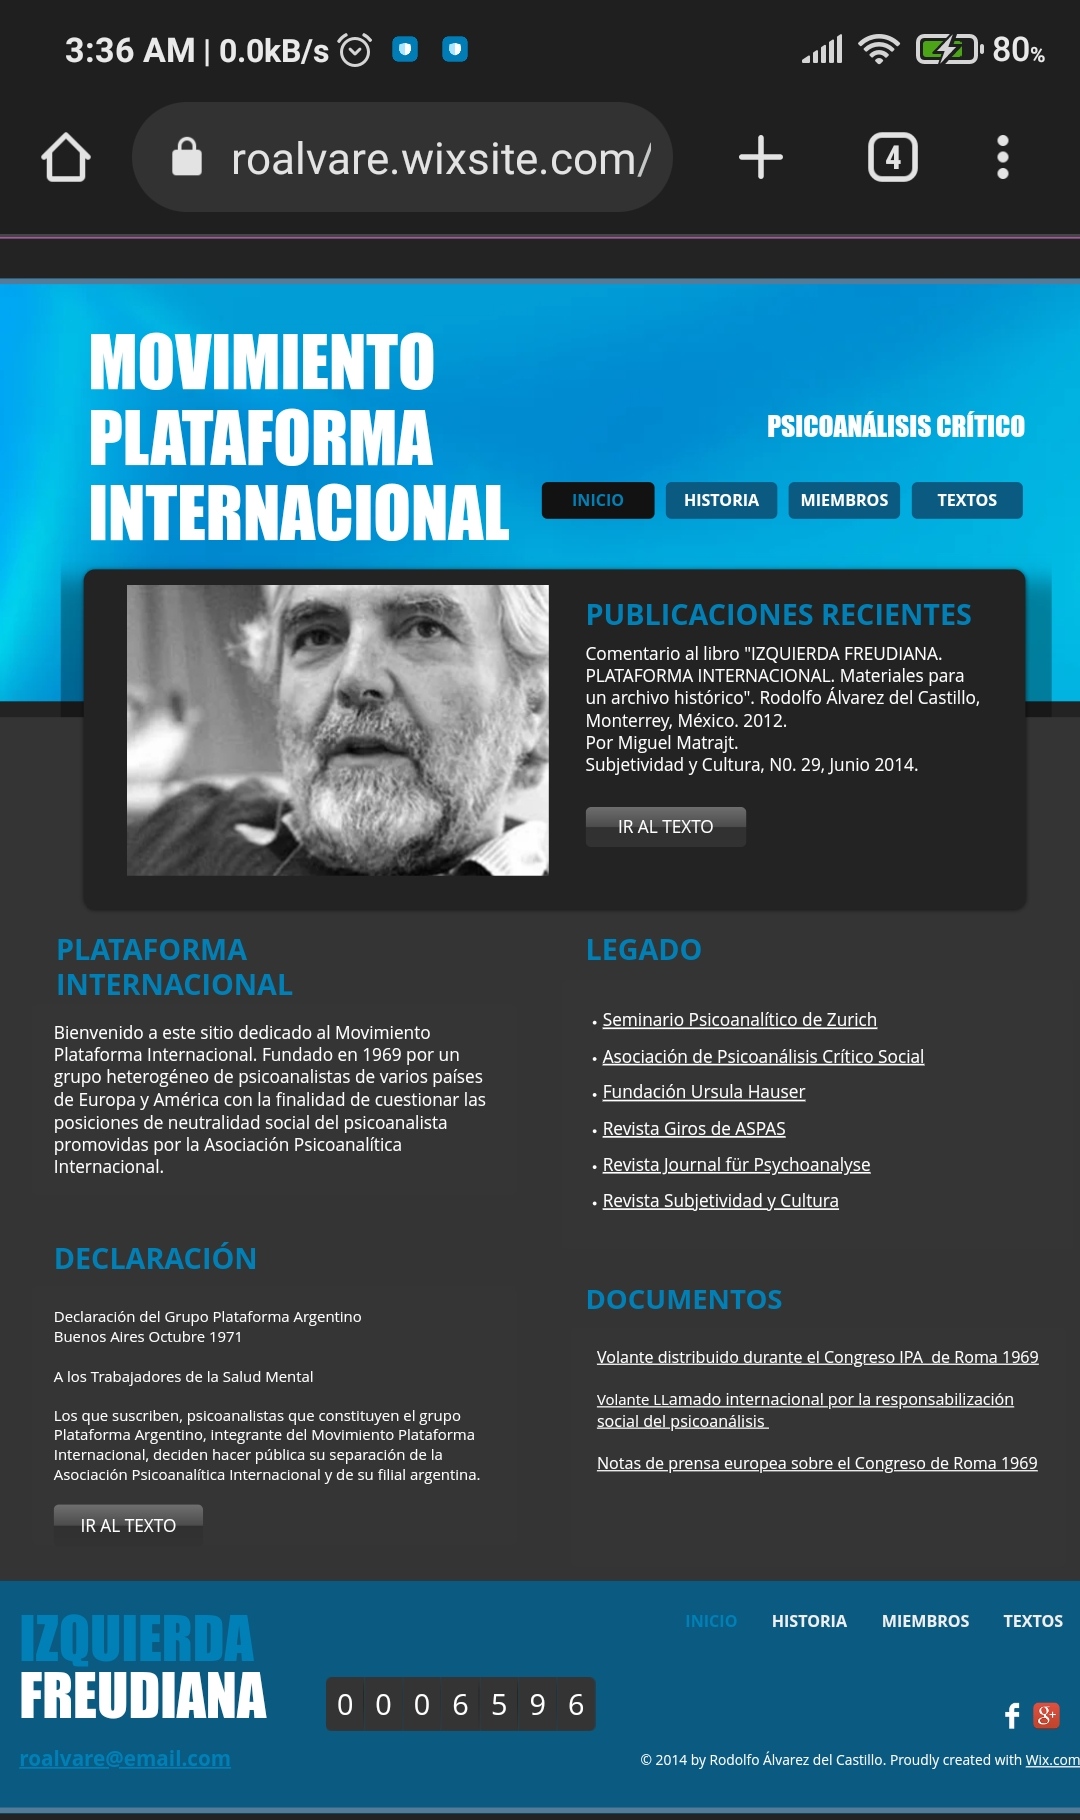 3:36 AM | 0.0kB/s
80%
roalvare.wixsite.com/
4
MOVIMIENTO
PLATAFORMA
INTERNACIONAL
PSICOANÁLISIS CRÍTICO
INICIO HISTORIA MIEMBROS TEXTOS
PUBLICACIONES RECIENTES
Comentario al libro "IZQUIERDA FREUDIANA.
PLATAFORMA INTERNACIONAL. Materiales para
un archivo histórico". Rodolfo Álvarez del Castillo,
Monterrey, México. 2012.
Por Miguel Matrajt.
Subjetividad y Cultura, N0. 29, Junio 2014.
IR AL TEXTO
PLATAFORMA
INTERNACIONAL
Bienvenido a este sitio dedicado al Movimiento
Plataforma Internacional. Fundado en 1969 por un
grupo heterogéneo de psicoanalistas de varios países
de Europa y América con la finalidad de cuestionar las
posiciones de neutralidad social del psicoanalista
promovidas por la Asociación Psicoanalítica
Internacional.
LEGADO
• Seminario Psicoanalítico de Zurich
• Asociación de Psicoanálisis Crítico Social
• Fundación Ursula Hauser
• Revista Giros de ASPAS
• Revista Journal für Psychoanalyse
• Revista Subjetividad y Cultura
DECLARACIÓN
Declaración del Grupo Plataforma Argentino
Buenos Aires Octubre 1971
A los Trabajadores de la Salud Mental
Los que suscriben, psicoanalistas que constituyen el grupo
Plataforma Argentino, integrante del Movimiento Plataforma
Internacional, deciden hacer pública su separación de la
Asociación Psicoanalítica Internacional y de su filial argentina.
IR AL TEXTO
DOCUMENTOS
Volante distribuido durante el Congreso IPA  de Roma 1969
Volante LLamado internacional por la responsabilización
social del psicoanálisis
Notas de prensa europea sobre el Congreso de Roma 1969
IZQUIERDA
FREUDIANA
roalvare@email.com
0006596
INICIO HISTORIA MIEMBROS TEXTOS
f g+
© 2014 by Rodolfo Álvarez del Castillo. Proudly created with Wix.com